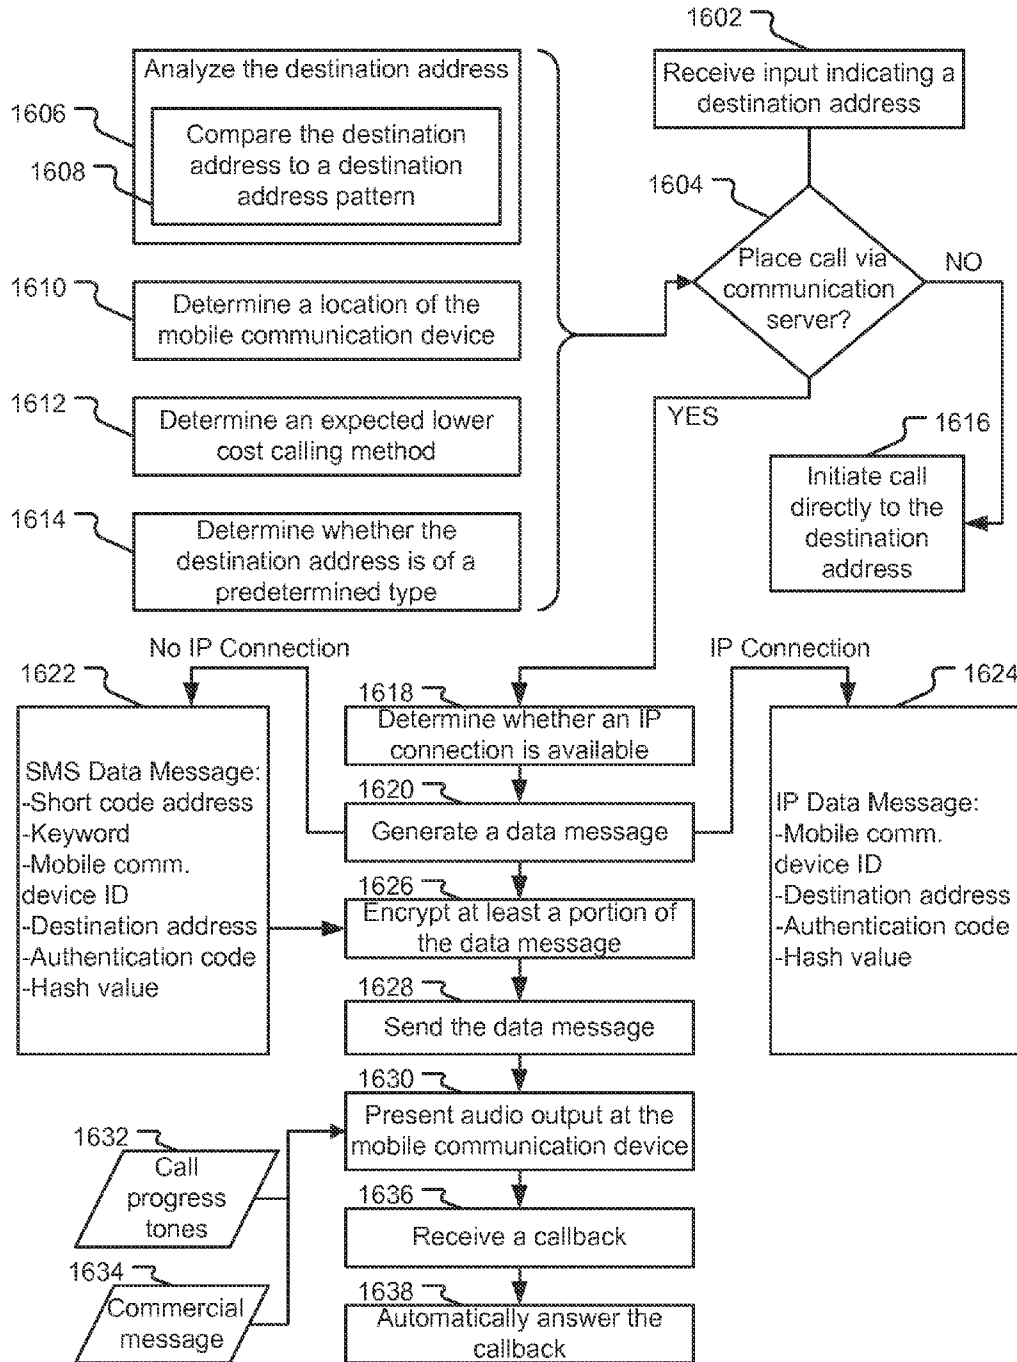 1602
Receive input indicating a
destination address
Analyze the destination address
1606
Compare the destination
address to a destination
address pattern
1608
1604
Place call via
communication
server?
NO
YES
1610
Determine a location of the
mobile communication device
1612
Determine an expected lower
cost calling method
1614
Determine whether the
destination address is of a
predetermined type
1616
Initiate call
directly to the
destination
address
No IP Connection
IP Connection
1618
Determine whether an IP
connection is available
1620
Generate a data message
1622
SMS Data Message:
-Short code address
-Keyword
-Mobile comm.
device ID
-Destination address
-Authentication code
-Hash value
1624
IP Data Message:
-Mobile comm.
device ID
-Destination address
-Authentication code
-Hash value
1626
Encrypt at least a portion of
the data message
1628
Send the data message
1630
Present audio output at the
mobile communication device
1632
Call
progress
tones
1634
Commercial
message
1636
Receive a callback
1638
Automatically answer the
callback